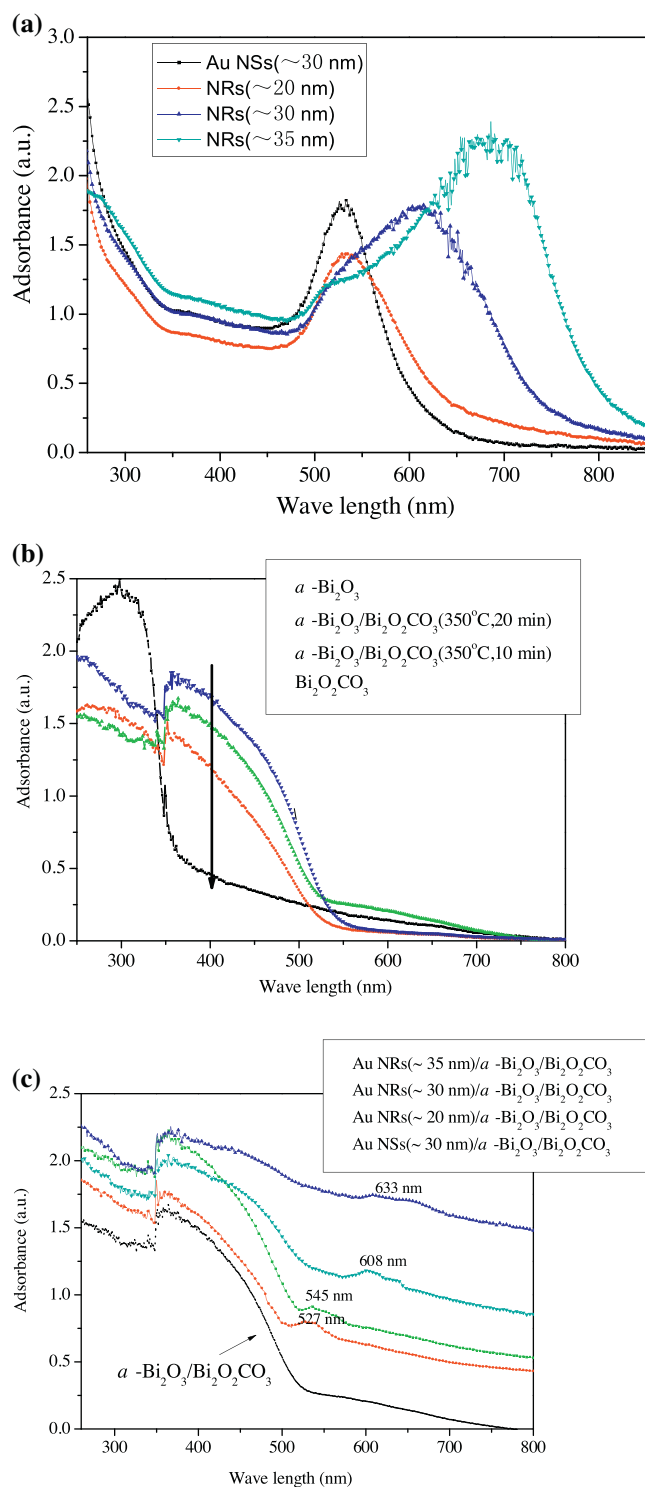 (a)
3.0
2.5
2.0
1.5
1.0
0.5
0.0
Adsorbance (a.u.)
Au NSs(～30 nm)
NRs(～20 nm)
NRs(～30 nm)
NRs(～35 nm)
300 400 500 600 700 800
Wave length (nm)
(b)
2.5
2.0
1.5
1.0
0.5
0.0
Adsorbance (a.u.)
a -Bi₂O₃
a -Bi₂O₃/Bi₂O₂CO₃(350°C,20 min)
a -Bi₂O₃/Bi₂O₂CO₃(350°C,10 min)
Bi₂O₂CO₃
300 400 500 600 700 800
Wave length (nm)
(c)
Au NRs(~ 35 nm)/a -Bi₂O₃/Bi₂O₂CO₃
Au NRs(~ 30 nm)/a -Bi₂O₃/Bi₂O₂CO₃
Au NRs(~ 20 nm)/a -Bi₂O₃/Bi₂O₂CO₃
Au NSs(~ 30 nm)/a -Bi₂O₃/Bi₂O₂CO₃
2.5
2.0
1.5
1.0
0.5
0.0
Adsorbance (a.u.)
633 nm
608 nm
545 nm
527 nm
a -Bi₂O₃/Bi₂O₂CO₃
300 400 500 600 700 800
Wave length (nm)